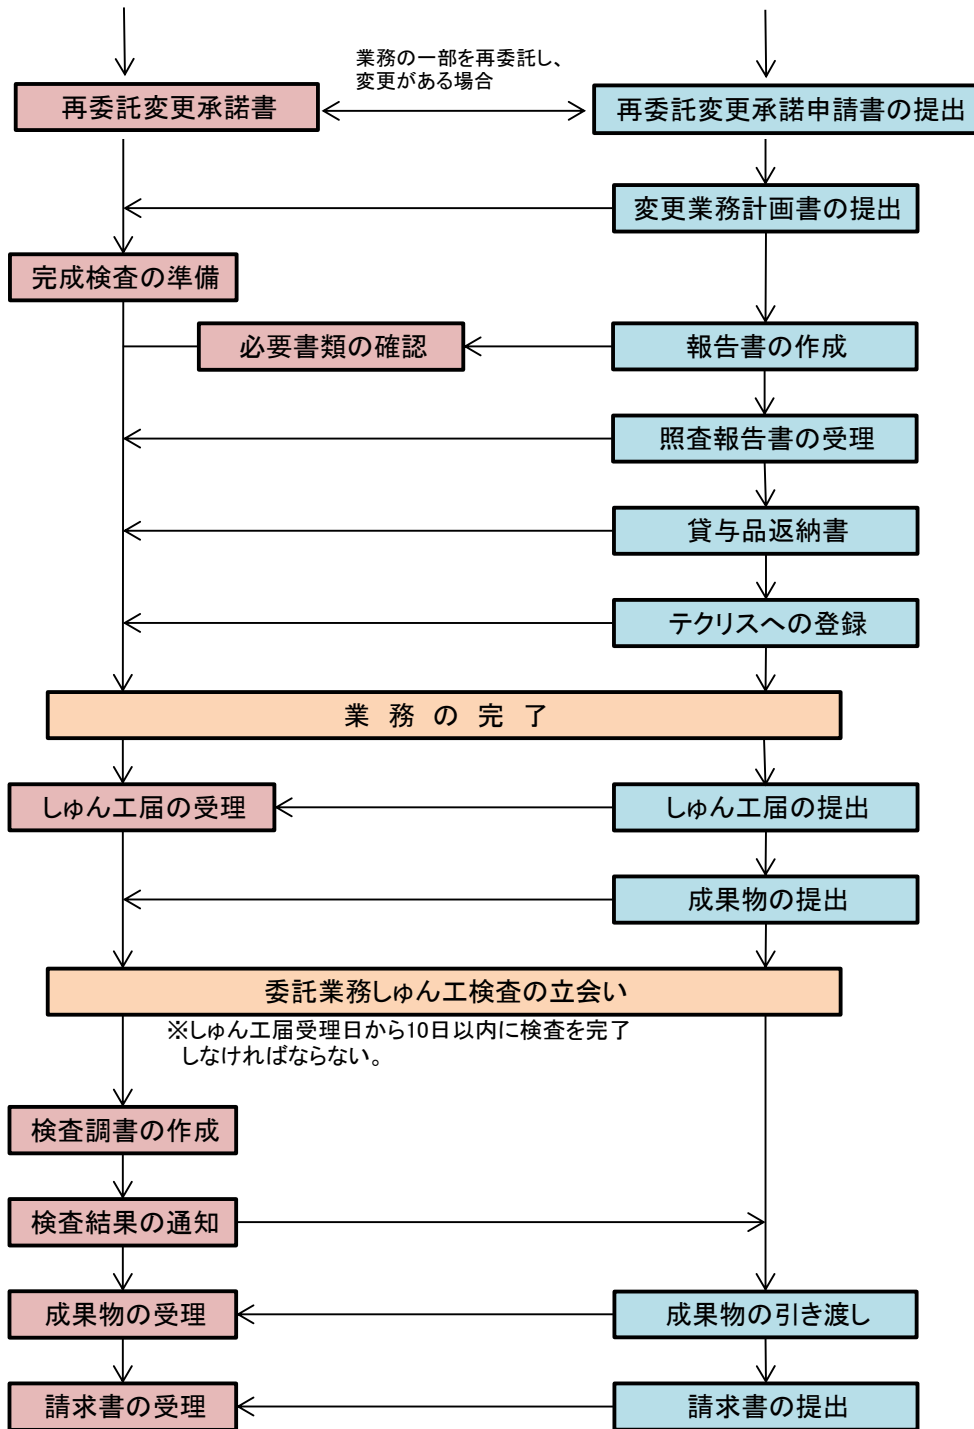 業務の一部を再委託し、
変更がある場合
再委託変更承諾書
再委託変更承諾申請書の提出
変更業務計画書の提出
完成検査の準備
必要書類の確認
報告書の作成
照査報告書の受理
貸与品返納書
テクリスへの登録
業 務 の 完 了
しゅん工届の受理
しゅん工届の提出
成果物の提出
委託業務しゅん工検査の立会い
※しゅん工届受理日から10日以内に検査を完了
しなければならない。
検査調書の作成
検査結果の通知
成果物の受理
成果物の引き渡し
請求書の受理
請求書の提出